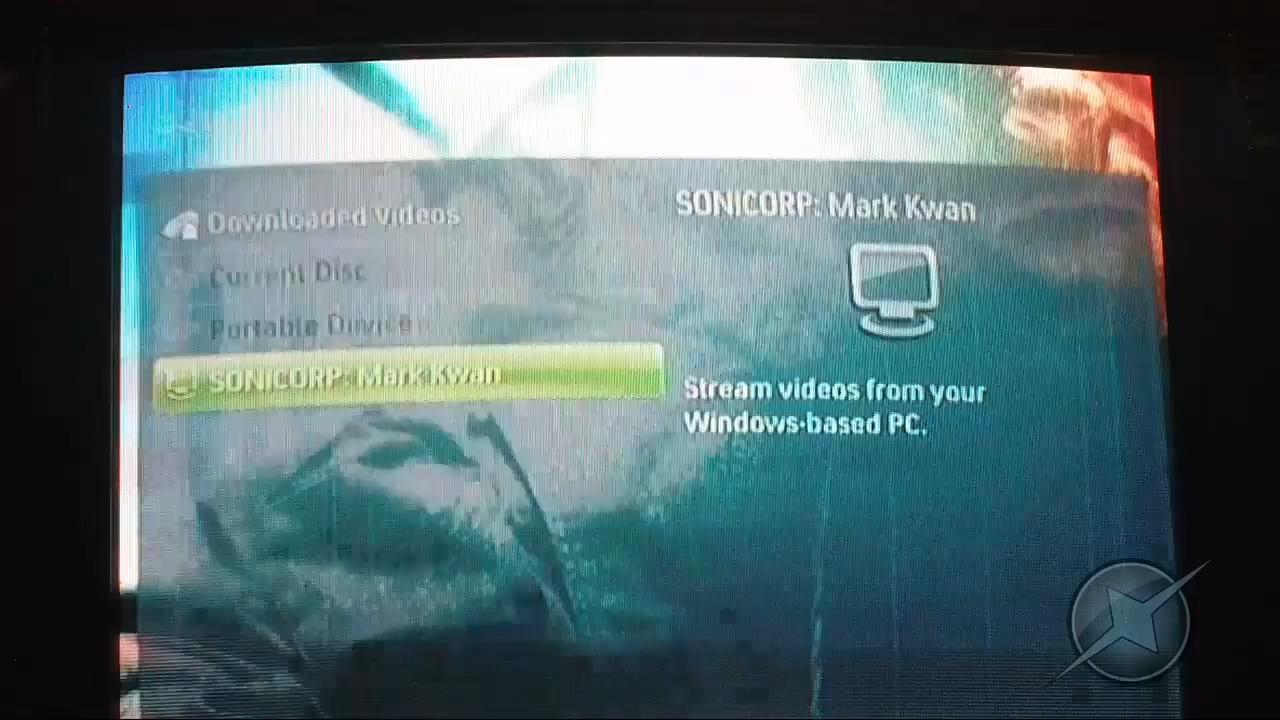 Downloaded Videos
Current Disc
Portable Device
SONICORP: Mark Kwan
SONICORP: Mark Kwan
Stream videos from your
Windows-based PC.